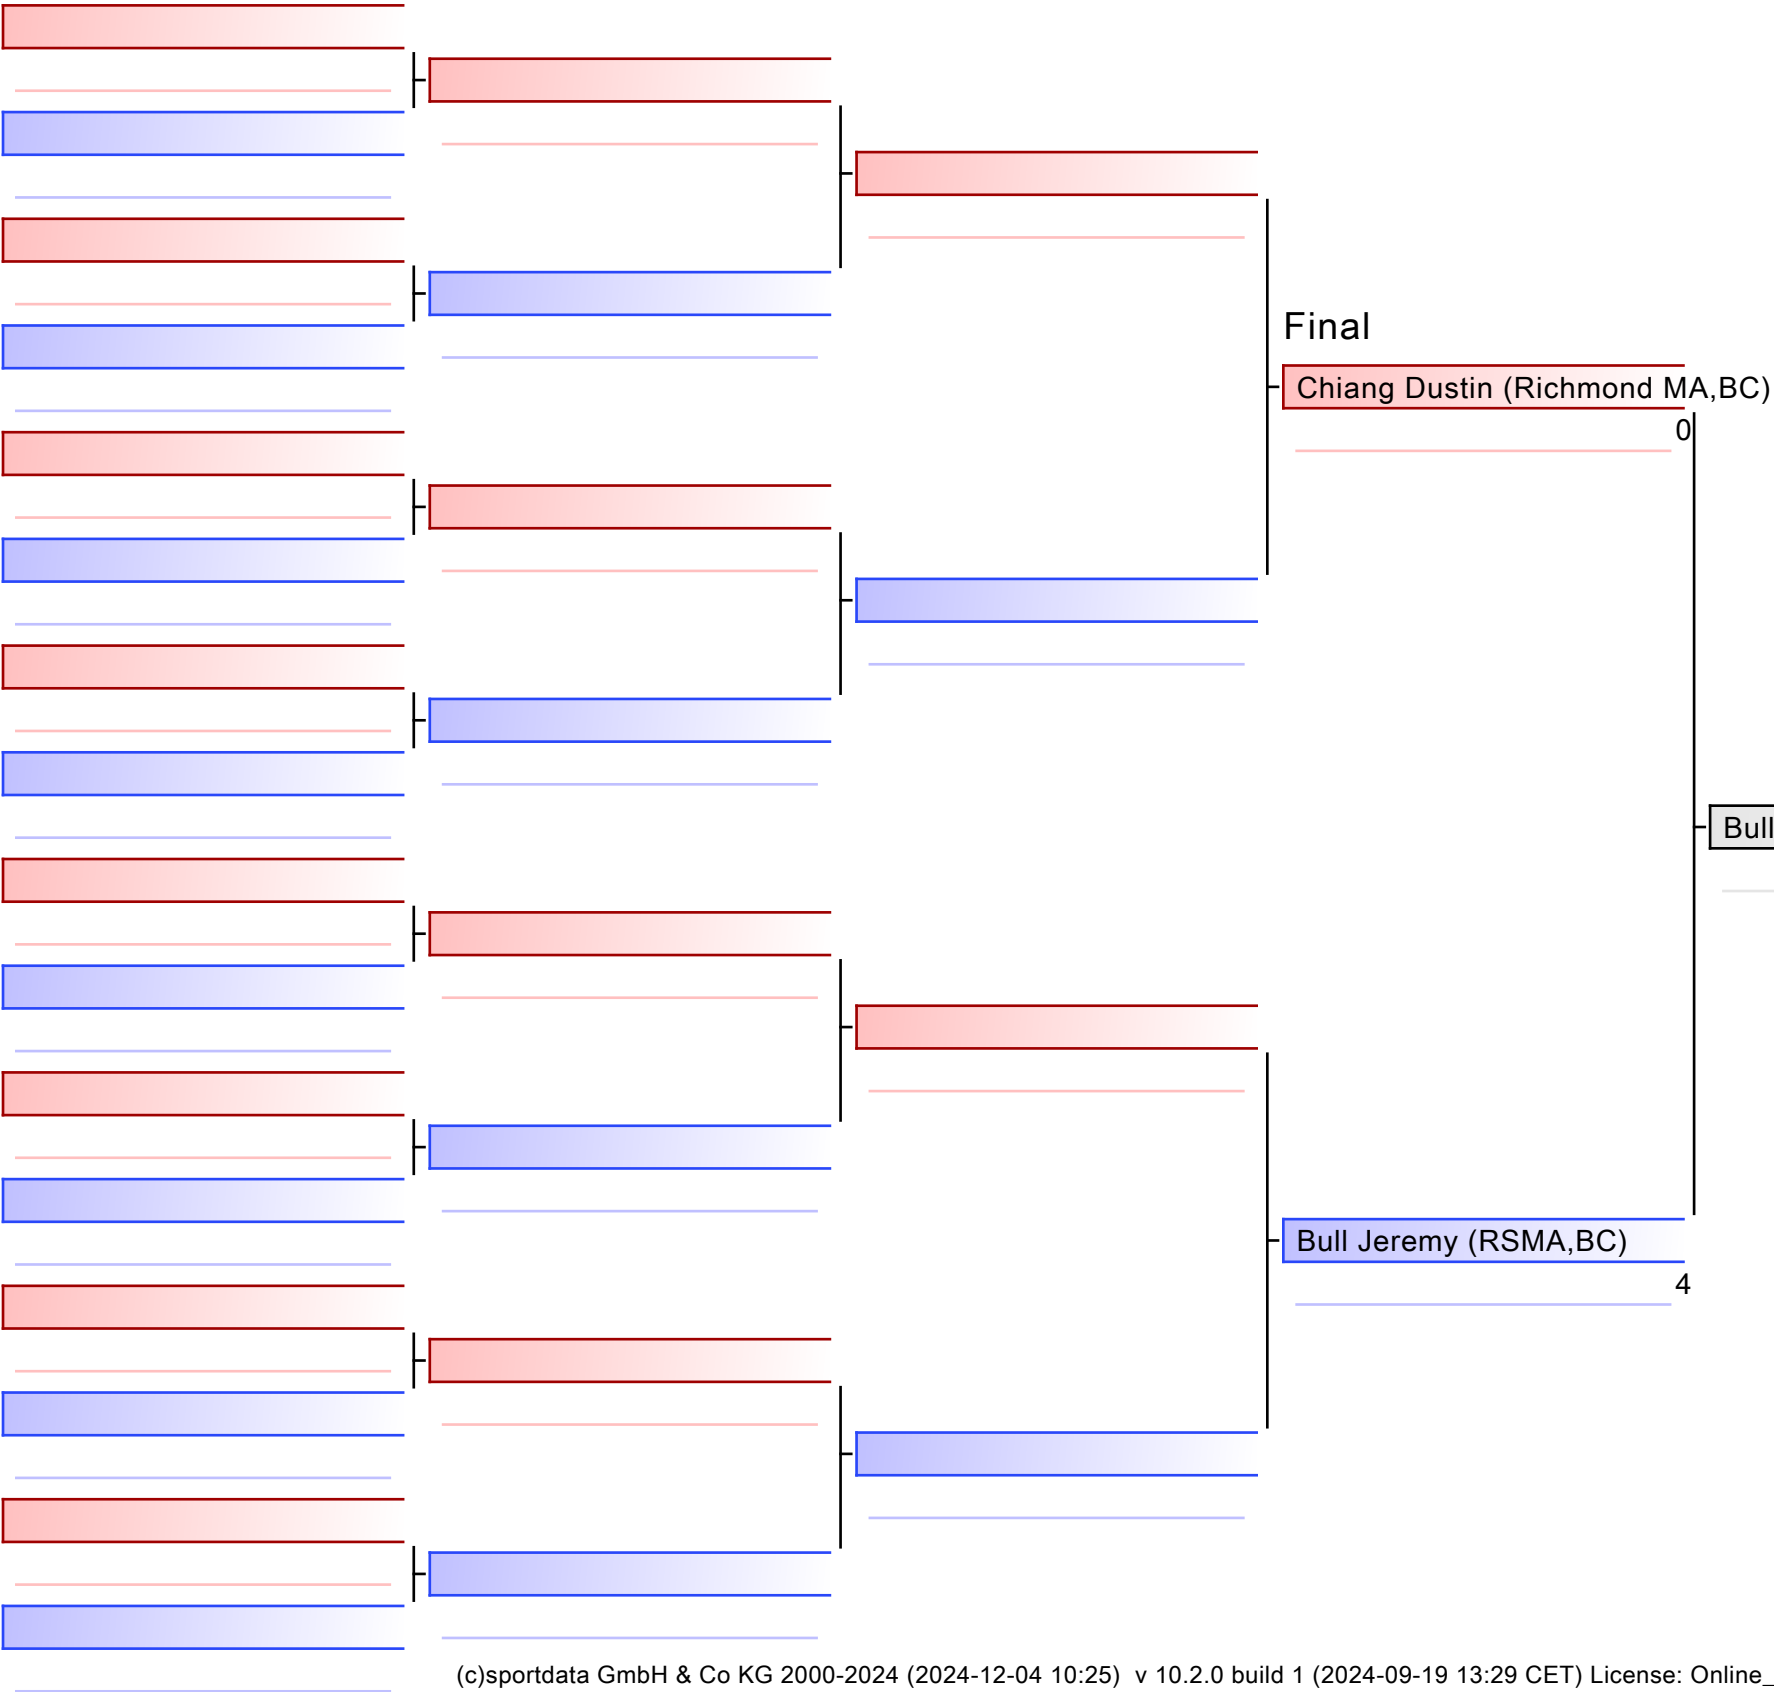 Final
Chiang Dustin (Richmond MA,BC)
0
Bull
Bull Jeremy (RSMA,BC)
4
(c)sportdata GmbH & Co KG 2000-2024 (2024-12-04 10:25)  v 10.2.0 build 1 (2024-09-19 13:29 CET) License: Online_